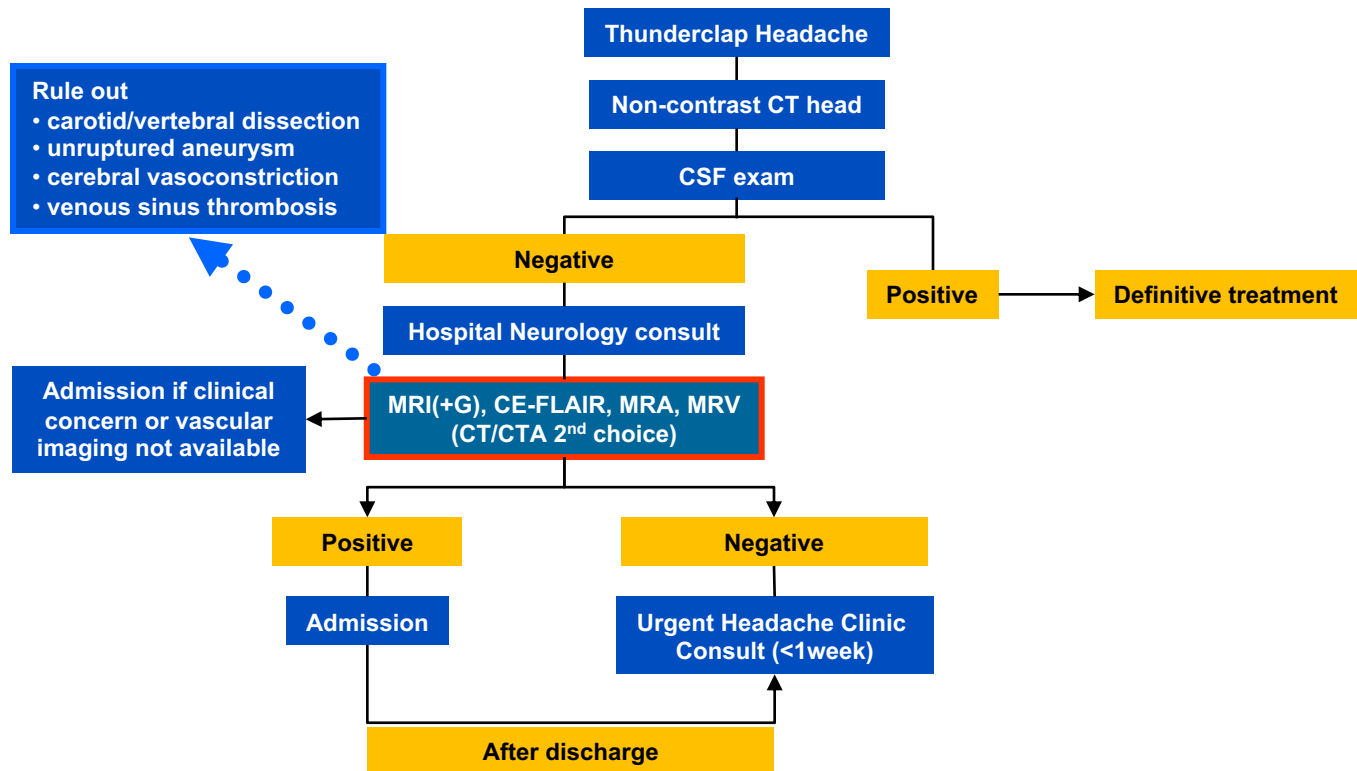 Thunderclap Headache
Non-contrast CT head
CSF exam
Rule out
• carotid/vertebral dissection
• unruptured aneurysm
• cerebral vasoconstriction
• venous sinus thrombosis
Negative
Positive
Definitive treatment
Hospital Neurology consult
Admission if clinical
concern or vascular
imaging not available
MRI(+G), CE-FLAIR, MRA, MRV
(CT/CTA 2nd choice)
Positive
Negative
Admission
Urgent Headache Clinic
Consult (<1week)
After discharge